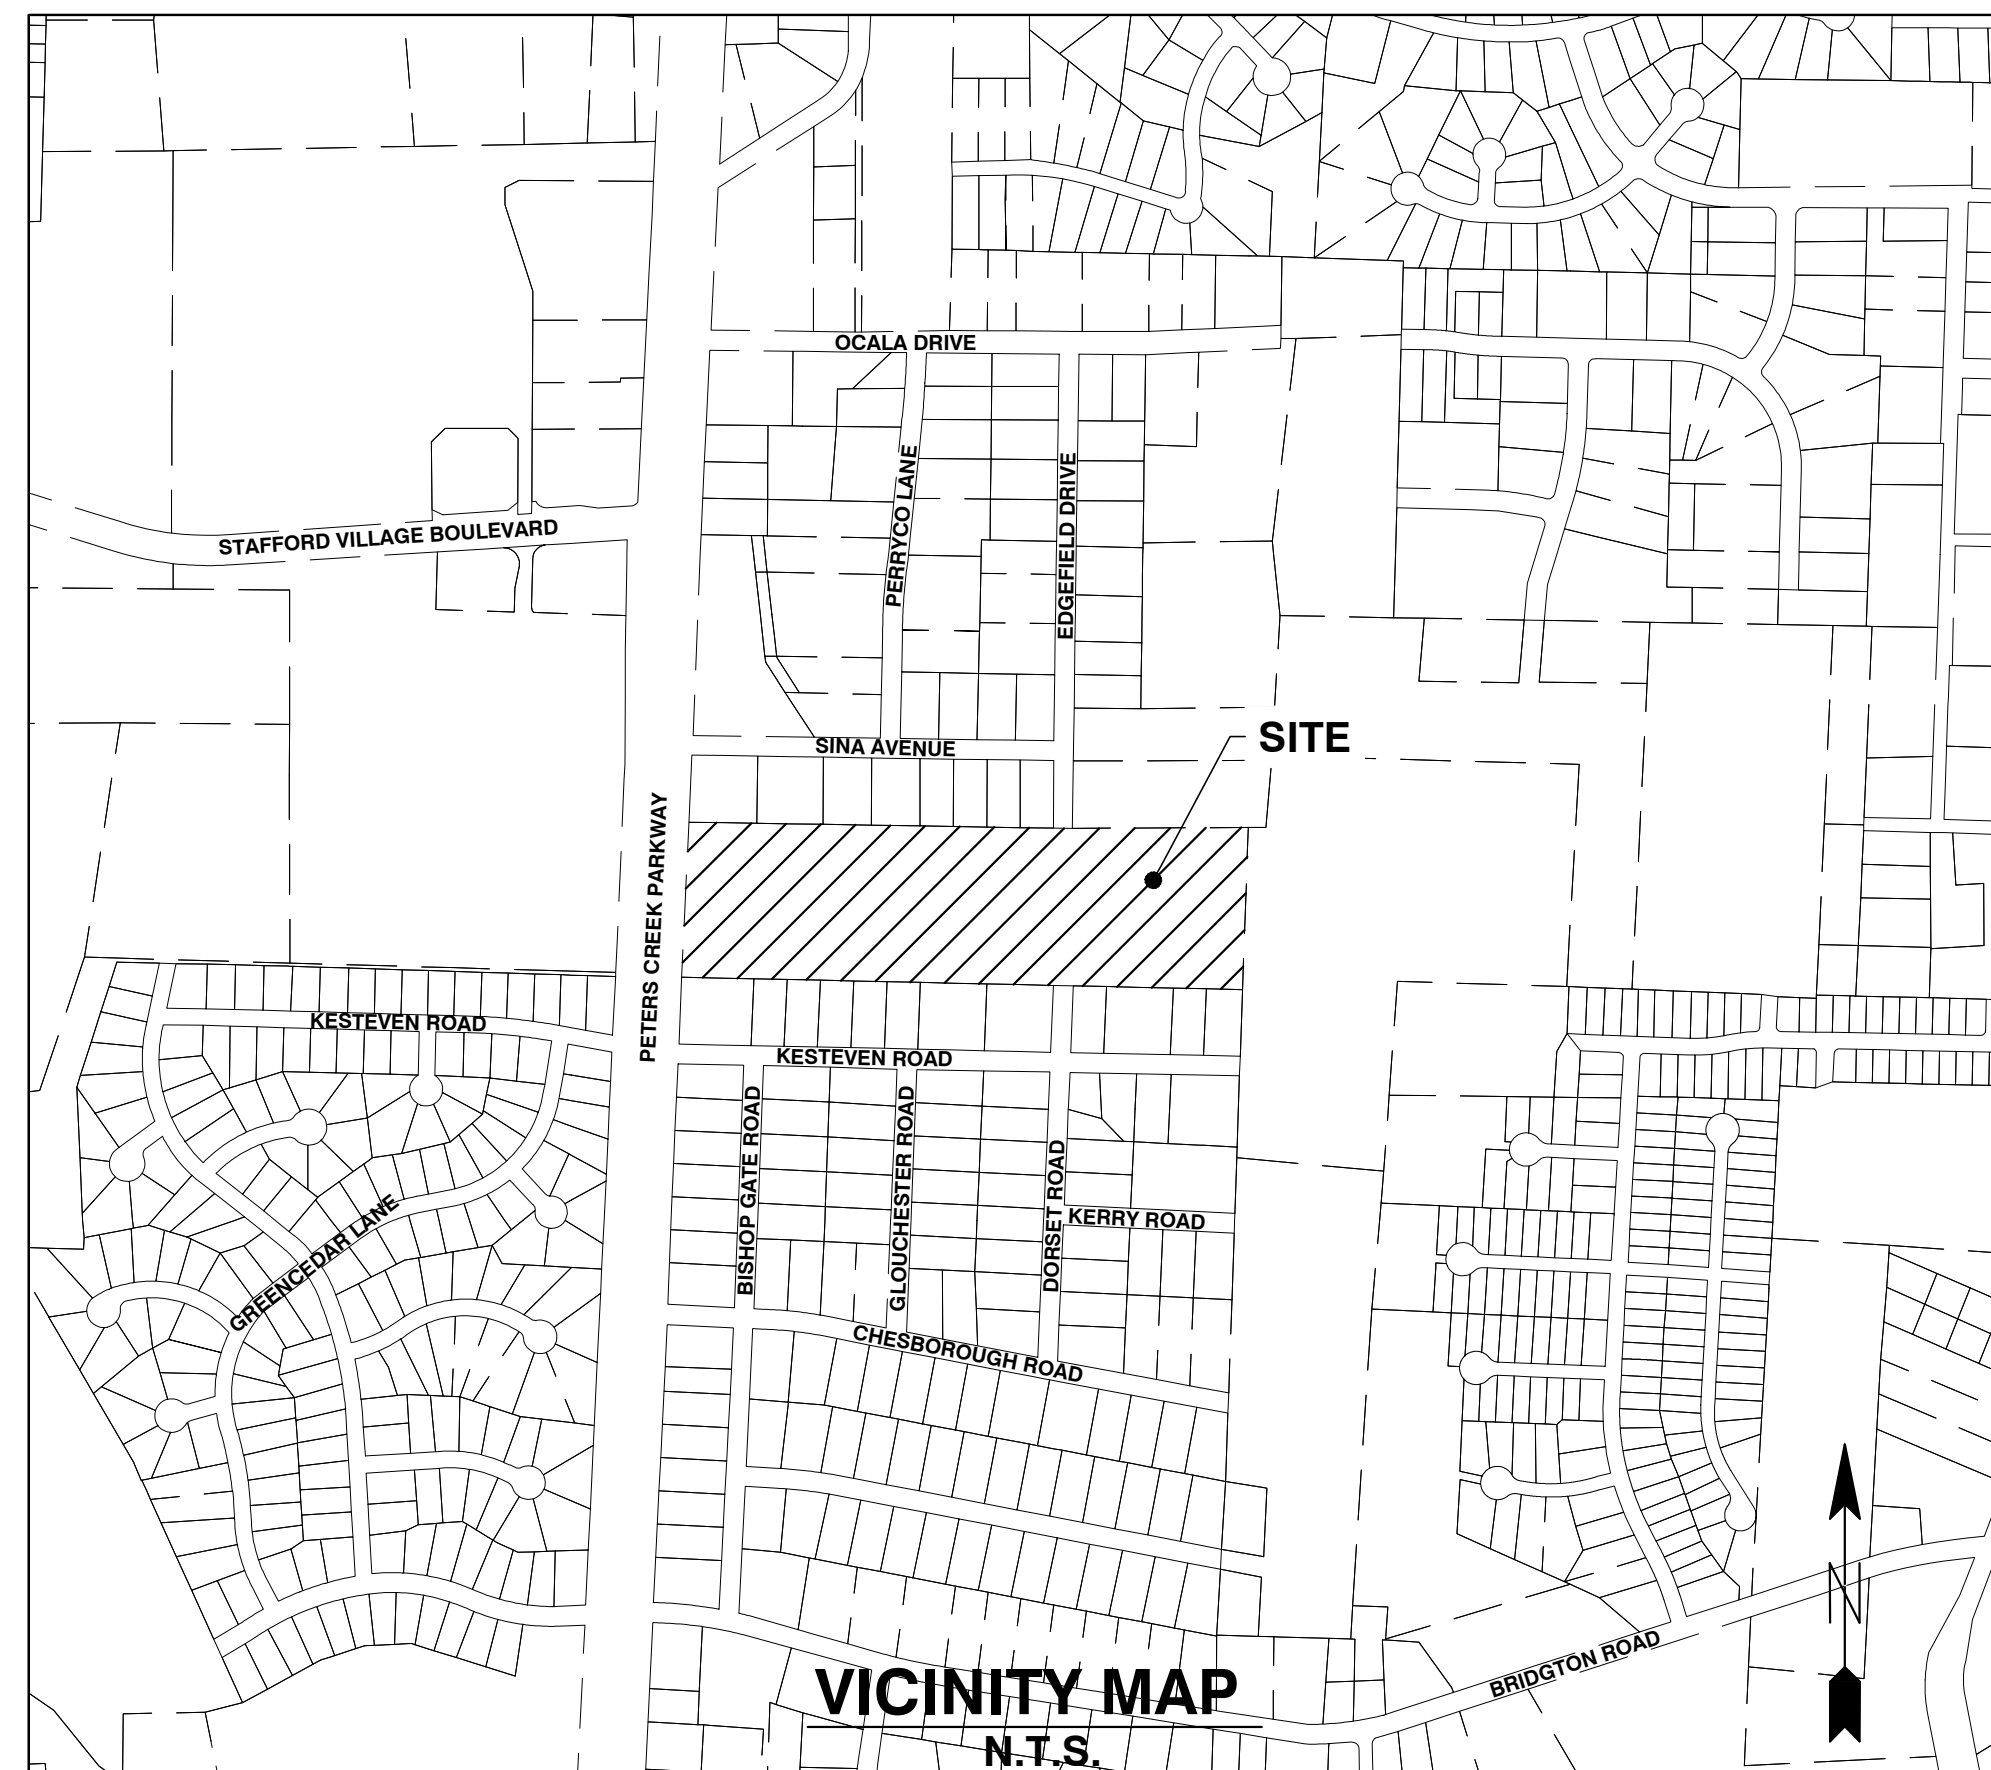 OCALA DRIVE
PERRYCO LANE
EDGEFIELD DRIVE
STAFFORD VILLAGE BOULEVARD
SITE
SINA AVENUE
PETERS CREEK PARKWAY
KESTEVEN ROAD
KESTEVEN ROAD
BISHOP GATE ROAD
GLOUCHESTER ROAD
DORSET ROAD
KERRY ROAD
GREENCEDAR LANE
CHESBOROUGH ROAD
N
BRIDGTON ROAD
VICINITY MAP
N.T.S.